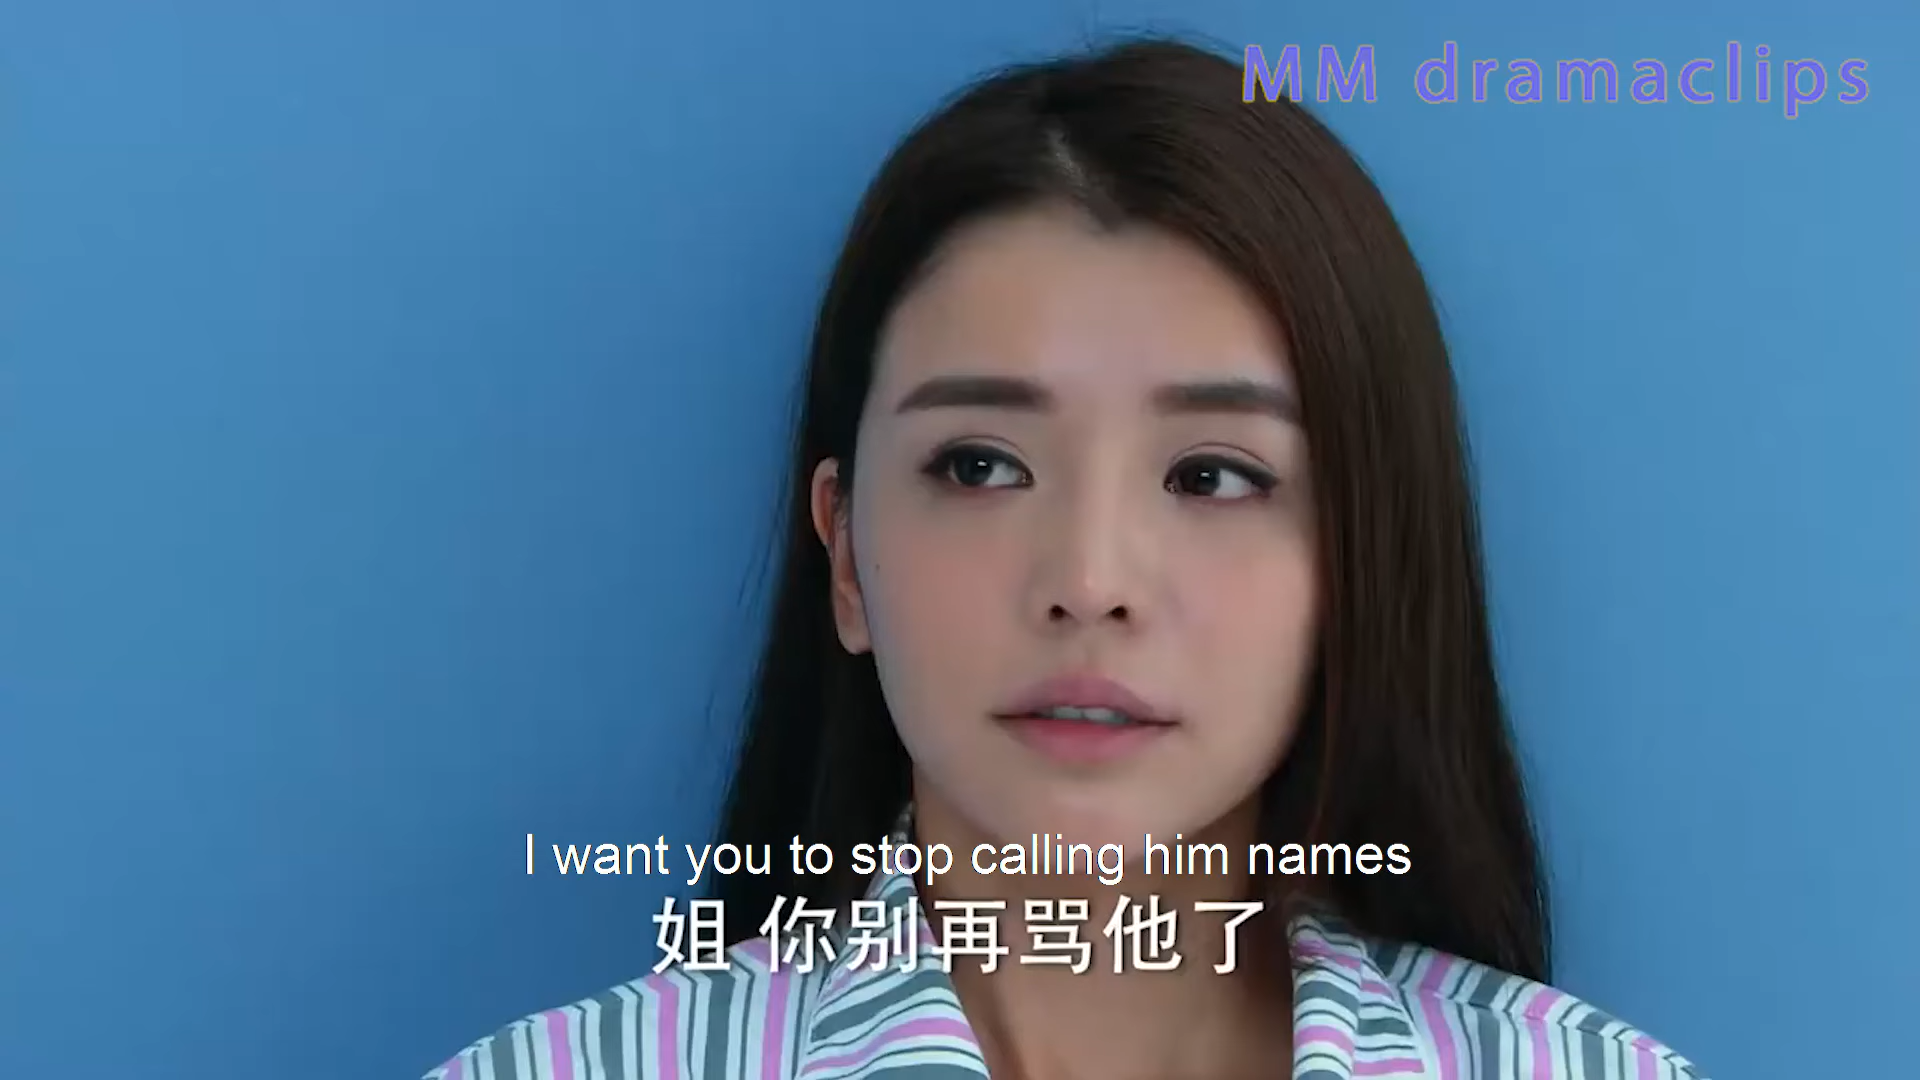 MM dramaclips
I want you to stop calling him names
姐 你别再骂他了